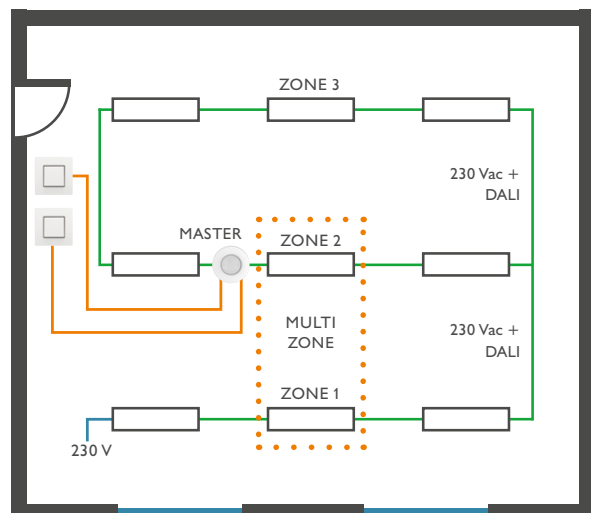 ZONE 3
230 Vac +
DALI
MASTER
ZONE 2
MULTI
ZONE
230 Vac +
DALI
ZONE 1
230 V